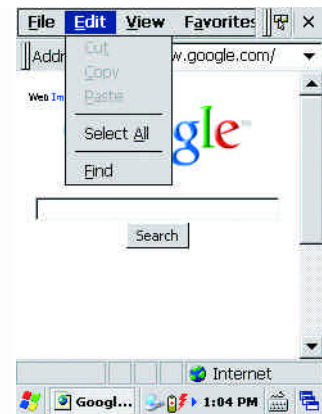 File Edit View Favorites
Addr w.google.com/
Cut
Copy
Paste
Web Im
Select All
gle™
Find
Search
Internet
Googl... 1:04 PM